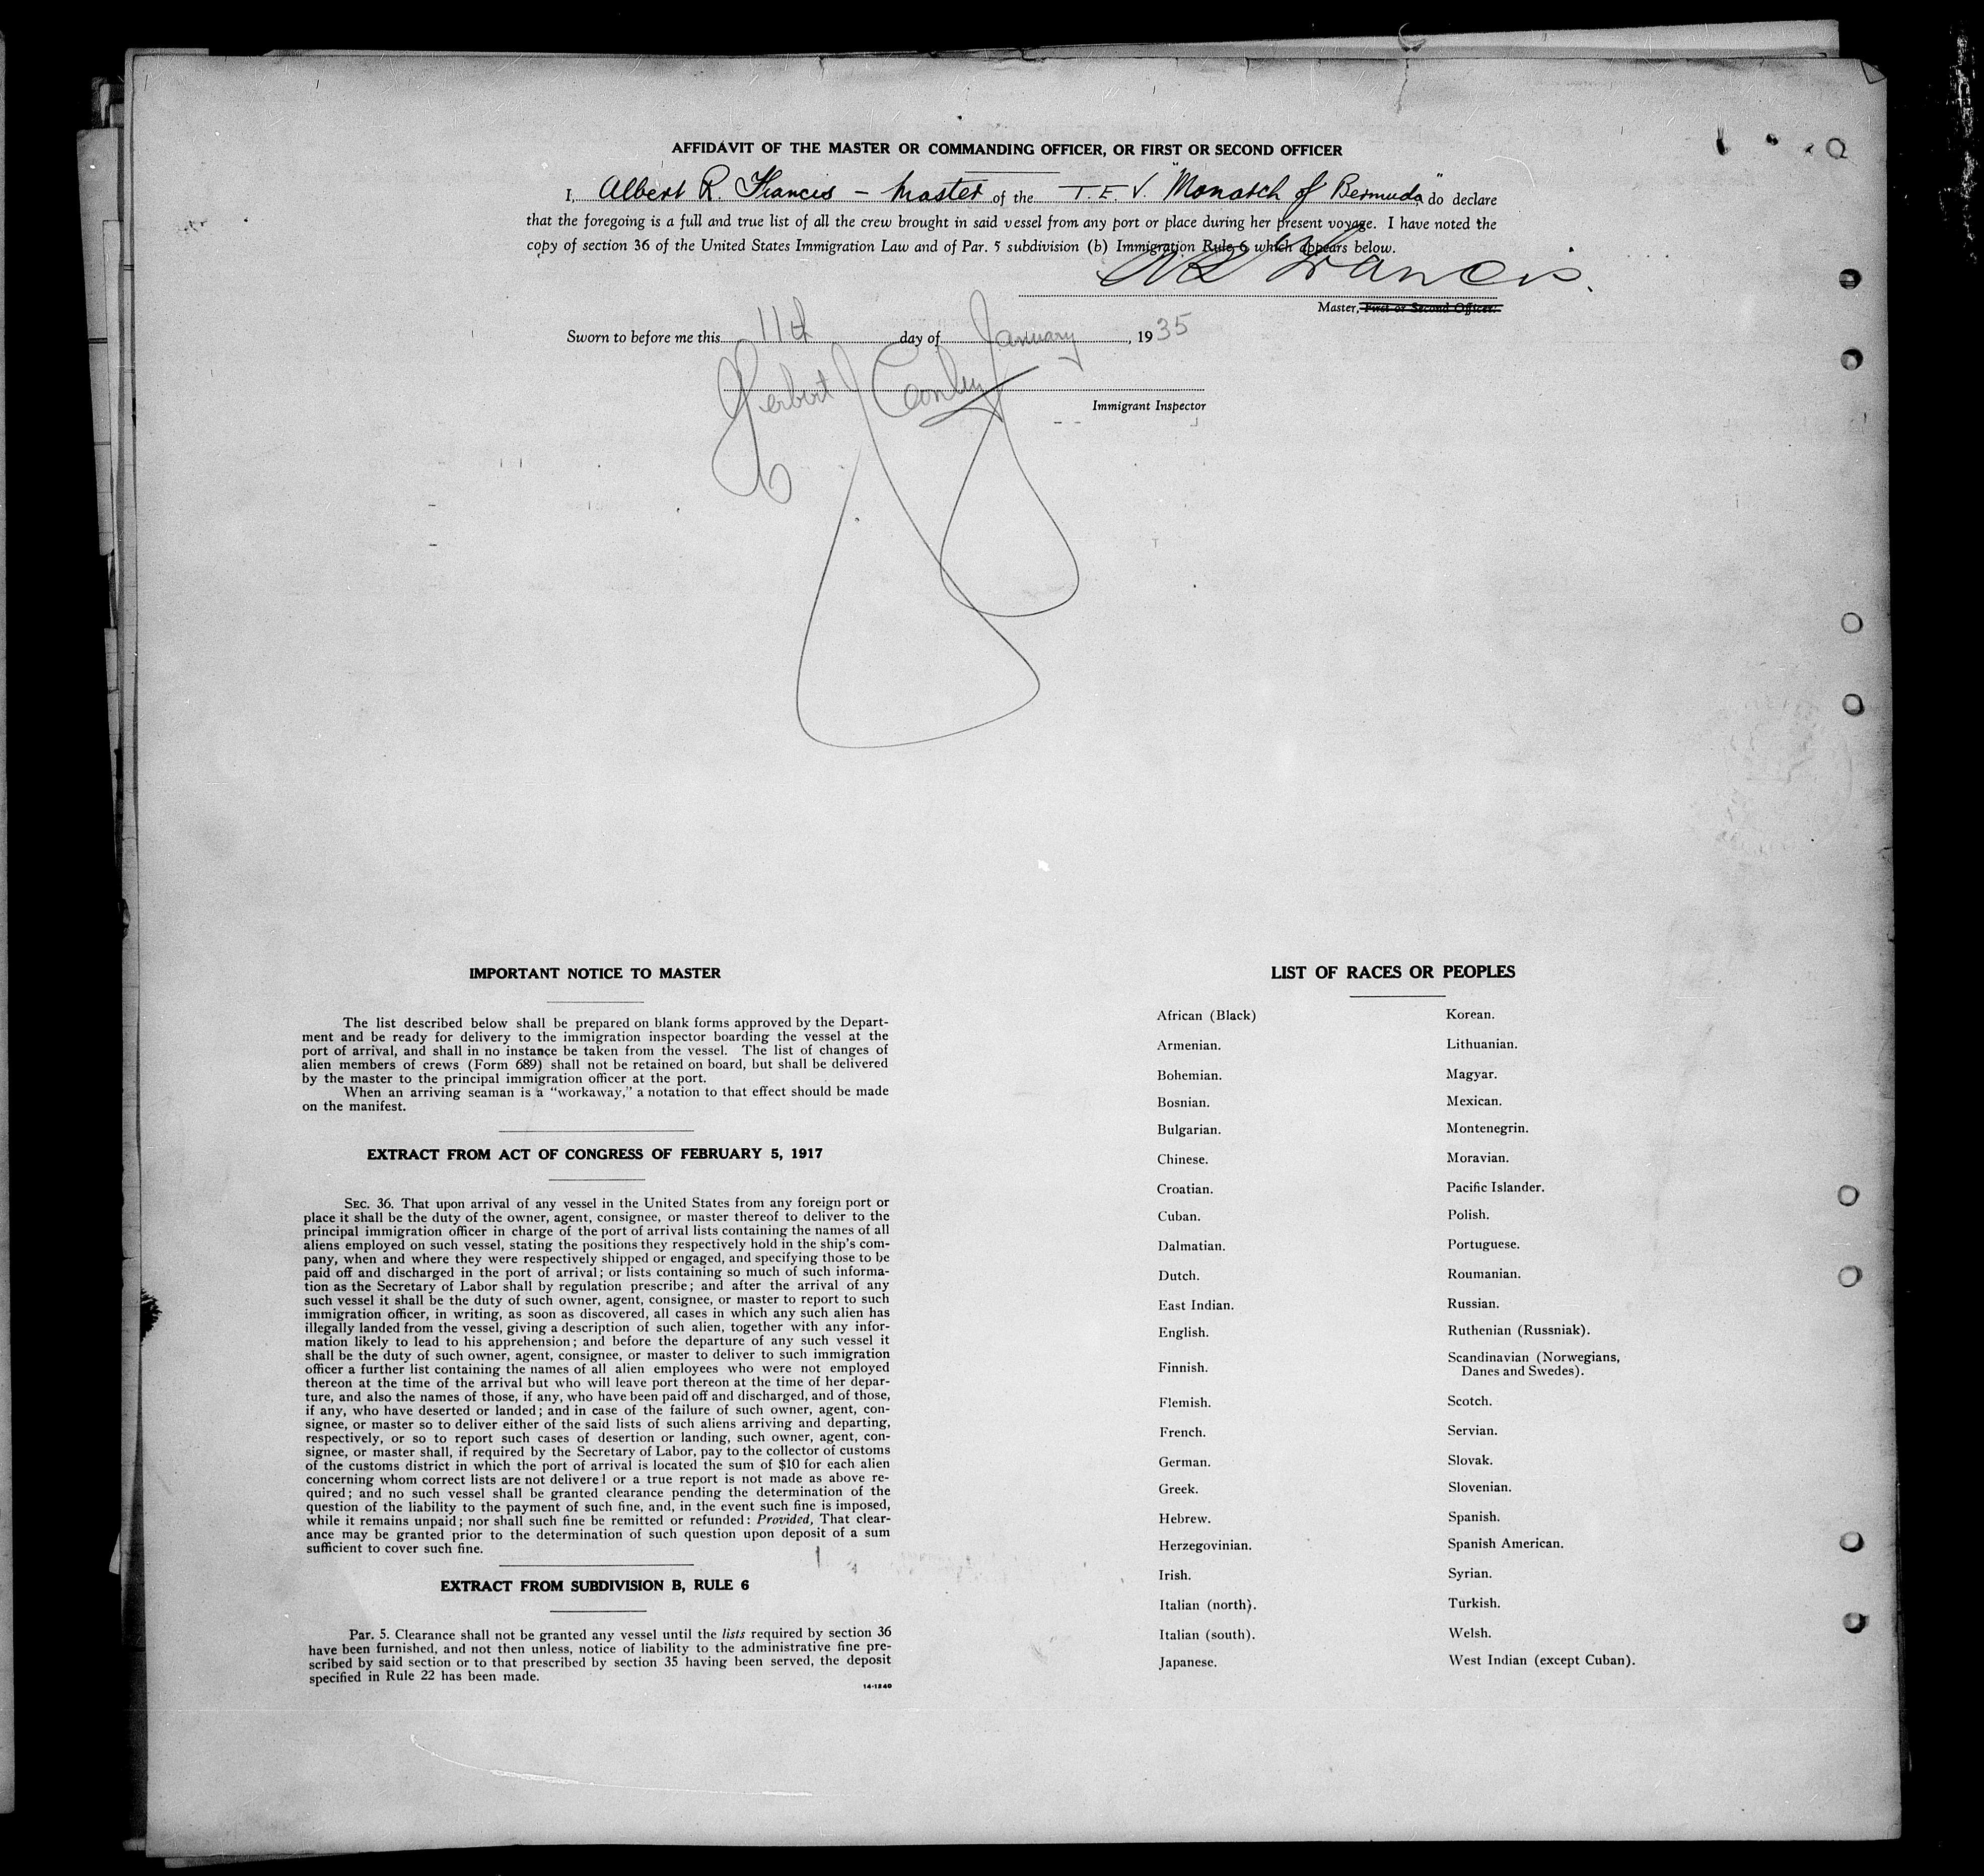 AFFIDAVIT OF THE MASTER OR COMMANDING OFFICER, OR FIRST OR SECOND OFFICER
I, Albert R. Francis - Master of the T.E.V. "Monarch of Bermuda" do declare
that the foregoing is a full and true list of all the crew brought in said vessel from any port or place during her present voyage. I have noted the
copy of section 36 of the United States Immigration Law and of Par. 5 subdivision (b) Immigration Rule 6 which appears below.
AR Francis.
Master, First or Second Officer.
Sworn to before me this 11th day of January, 1935
Herbert J Conley
Immigrant Inspector
IMPORTANT NOTICE TO MASTER
The list described below shall be prepared on blank forms approved by the Depart-
ment and be ready for delivery to the immigration inspector boarding the vessel at the
port of arrival, and shall in no instance be taken from the vessel. The list of changes of
alien members of crews (Form 689) shall not be retained on board, but shall be delivered
by the master to the principal immigration officer at the port.
When an arriving seaman is a "workaway," a notation to that effect should be made
on the manifest.
EXTRACT FROM ACT OF CONGRESS OF FEBRUARY 5, 1917
SEC. 36. That upon arrival of any vessel in the United States from any foreign port or
place it shall be the duty of the owner, agent, consignee, or master thereof to deliver to the
principal immigration officer in charge of the port of arrival lists containing the names of all
aliens employed on such vessel, stating the positions they respectively hold in the ship's com-
pany, when and where they were respectively shipped or engaged, and specifying those to be
paid off and discharged in the port of arrival; or lists containing so much of such informa-
tion as the Secretary of Labor shall by regulation prescribe; and after the arrival of any
such vessel it shall be the duty of such owner, agent, consignee, or master to report to such
immigration officer, in writing, as soon as discovered, all cases in which any such alien has
illegally landed from the vessel, giving a description of such alien, together with any infor-
mation likely to lead to his apprehension; and before the departure of any such vessel it
shall be the duty of such owner, agent, consignee, or master to deliver to such immigration
officer a further list containing the names of all alien employees who were not employed
thereon at the time of the arrival but who will leave port thereon at the time of her depar-
ture, and also the names of those, if any, who have been paid off and discharged, and of those,
if any, who have deserted or landed; and in case of the failure of such owner, agent, con-
signee, or master so to deliver either of the said lists of such aliens arriving and departing,
respectively, or so to report such cases of desertion or landing, such owner, agent, con-
signee, or master shall, if required by the Secretary of Labor, pay to the collector of customs
of the customs district in which the port of arrival is located the sum of $10 for each alien
concerning whom correct lists are not delivered or a true report is not made as above re-
quired; and no such vessel shall be granted clearance pending the determination of the
question of the liability to the payment of such fine, and, in the event such fine is imposed,
while it remains unpaid; nor shall such fine be remitted or refunded: Provided, That clear-
ance may be granted prior to the determination of such question upon deposit of a sum
sufficient to cover such fine.
EXTRACT FROM SUBDIVISION B, RULE 6
Par. 5. Clearance shall not be granted any vessel until the lists required by section 36
have been furnished, and not then unless, notice of liability to the administrative fine pre-
scribed by said section or to that prescribed by section 35 having been served, the deposit
specified in Rule 22 has been made.
14-1240
LIST OF RACES OR PEOPLES
African (Black)
Armenian.
Bohemian.
Bosnian.
Bulgarian.
Chinese.
Croatian.
Cuban.
Dalmatian.
Dutch.
East Indian.
English.
Finnish.
Flemish.
French.
German.
Greek.
Hebrew.
Herzegovinian.
Irish.
Italian (north).
Italian (south).
Japanese.
Korean.
Lithuanian.
Magyar.
Mexican.
Montenegrin.
Moravian.
Pacific Islander.
Polish.
Portuguese.
Roumanian.
Russian.
Ruthenian (Russniak).
Scandinavian (Norwegians,
Danes and Swedes).
Scotch.
Servian.
Slovak.
Slovenian.
Spanish.
Spanish American.
Syrian.
Turkish.
Welsh.
West Indian (except Cuban).